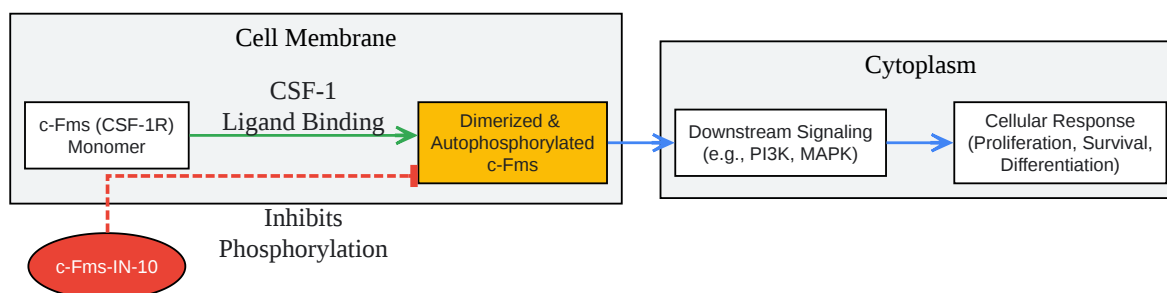 Cell Membrane
CSF-1
Ligand Binding
c-Fms (CSF-1R)
Monomer
Dimerized &
Autophosphorylated
c-Fms
Inhibits
Phosphorylation
c-Fms-IN-10
Cytoplasm
Downstream Signaling
(e.g., PI3K, MAPK)
Cellular Response
(Proliferation, Survival,
Differentiation)